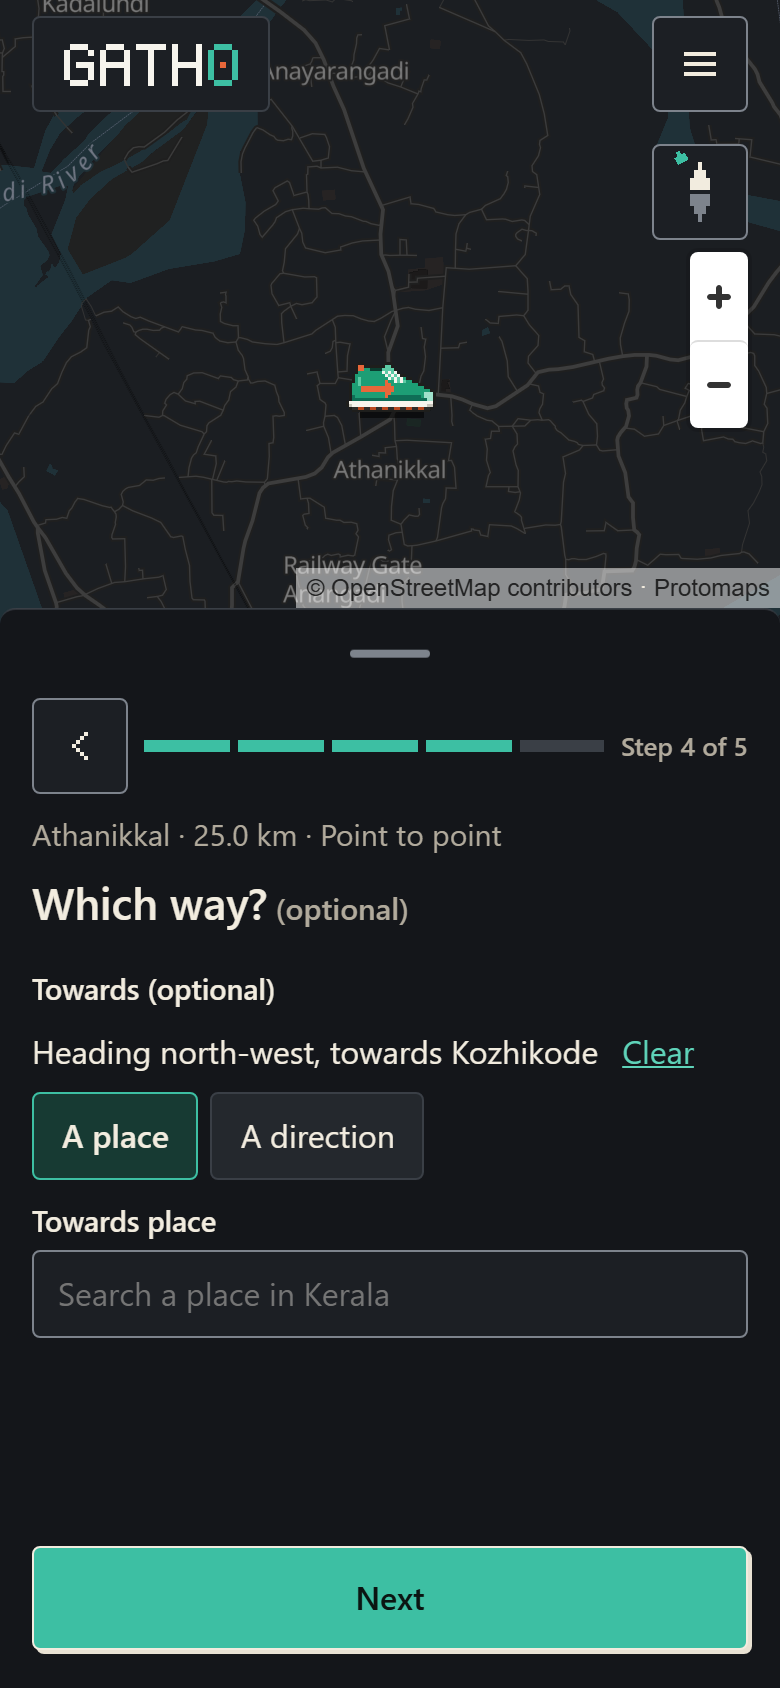 Kadalundi
GATHO
Anayarangadi
di River
Athanikkal
Railway Gate
Anangadi
© OpenStreetMap contributors · Protomaps
Step 4 of 5
Athanikkal · 25.0 km · Point to point
Which way? (optional)
Towards (optional)
Heading north-west, towards Kozhikode Clear
A place
A direction
Towards place
Search a place in Kerala
Next